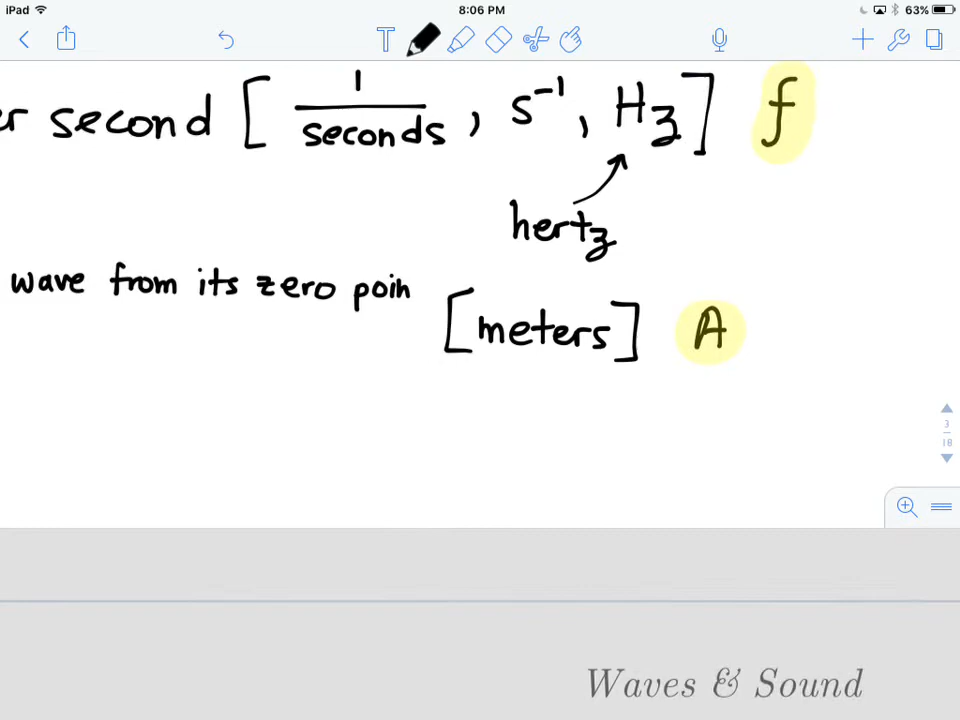 iPad 8:06 PM 63%
T
er second [ 1/seconds , s⁻¹ , Hz ] f
hertz
wave from its zero poin
[meters] A
3
18
Waves & Sound